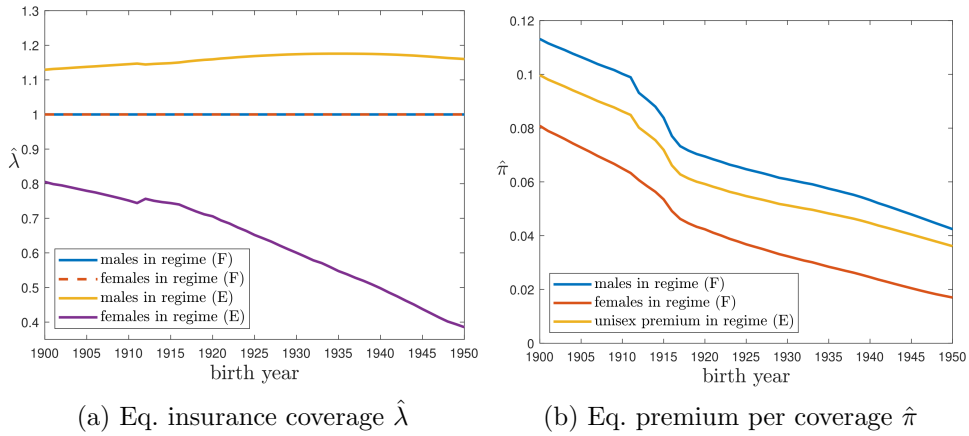 1.3
1.2
1.1
1
0.9
0.8
0.7
0.6
0.5
0.4
λ̂
males in regime (F)
females in regime (F)
males in regime (E)
females in regime (E)
1900 1905 1910 1915 1920 1925 1930 1935 1940 1945 1950
birth year
(a) Eq. insurance coverage λ̂
0.12
0.1
0.08
0.06
0.04
0.02
0
π̂
males in regime (F)
females in regime (F)
unisex premium in regime (E)
1900 1905 1910 1915 1920 1925 1930 1935 1940 1945 1950
birth year
(b) Eq. premium per coverage π̂